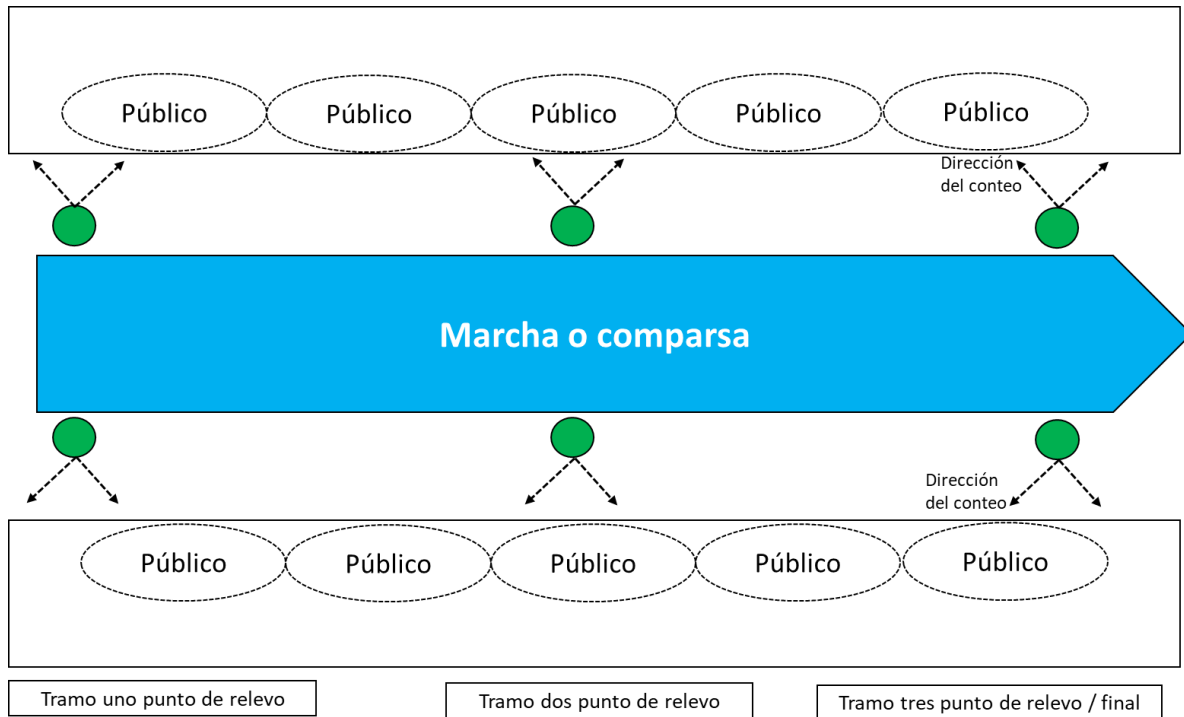 Público Público Público Público Público
Dirección
del conteo
Marcha o comparsa
Dirección
del conteo
Público Público Público Público Público
Tramo uno punto de relevo
Tramo dos punto de relevo
Tramo tres punto de relevo / final